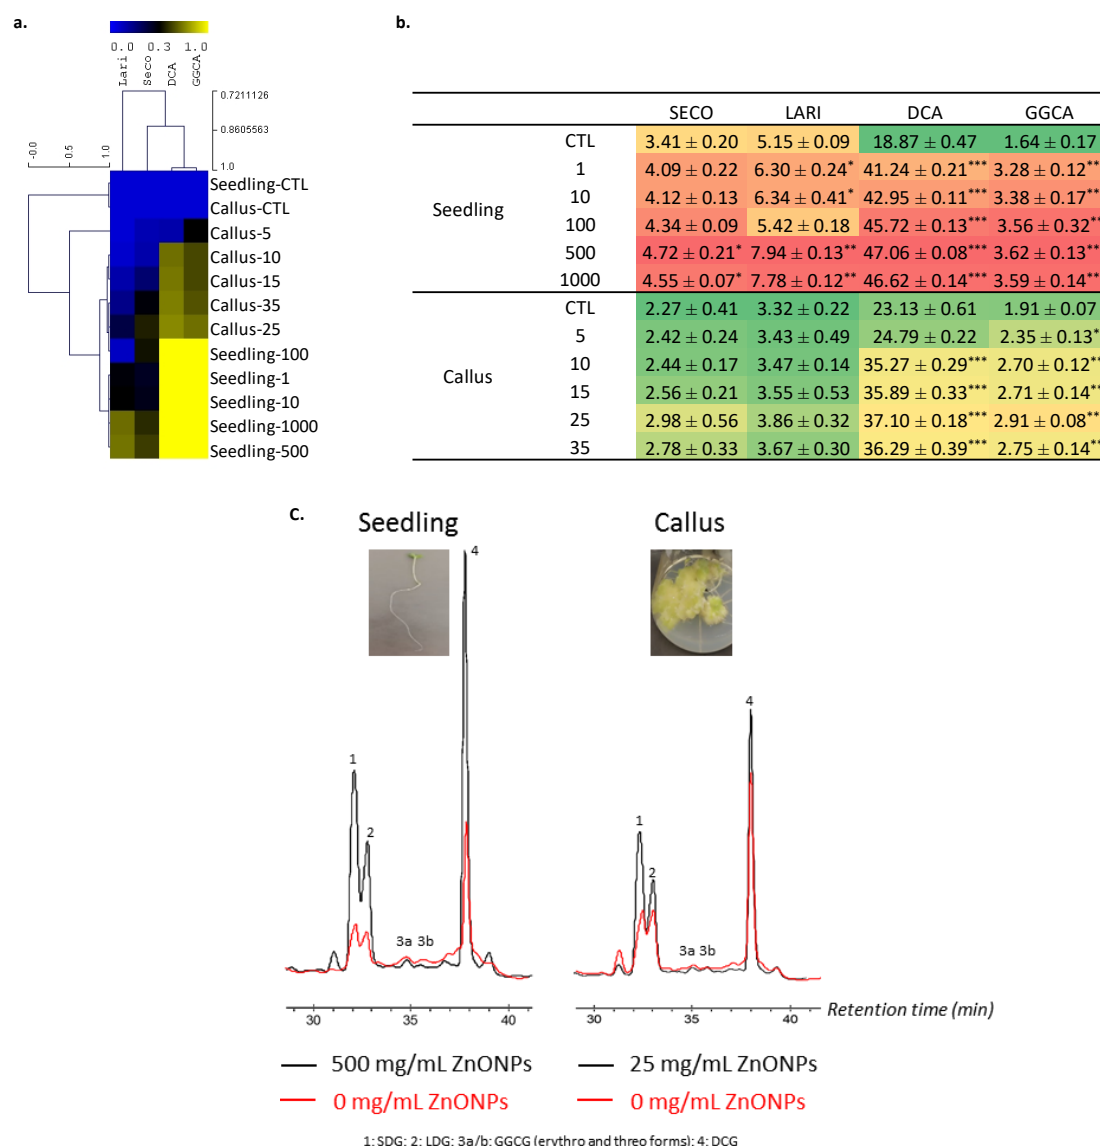 a.
0.0 0.3 1.0
Lari Seco DCA GGCA
0.7211126
0.8605563
1.0
-0.0 0.5 1.0
Seedling-CTL
Callus-CTL
Callus-5
Callus-10
Callus-15
Callus-35
Callus-25
Seedling-100
Seedling-1
Seedling-10
Seedling-1000
Seedling-500
b.
SECO LARI DCA GGCA
Seedling
CTL 3.41 ± 0.20 5.15 ± 0.09 18.87 ± 0.47 1.64 ± 0.17
1 4.09 ± 0.22 6.30 ± 0.24* 41.24 ± 0.21*** 3.28 ± 0.12**
10 4.12 ± 0.13 6.34 ± 0.41* 42.95 ± 0.11*** 3.38 ± 0.17**
100 4.34 ± 0.09 5.42 ± 0.18 45.72 ± 0.13*** 3.56 ± 0.32**
500 4.72 ± 0.21* 7.94 ± 0.13** 47.06 ± 0.08*** 3.62 ± 0.13**
1000 4.55 ± 0.07* 7.78 ± 0.12** 46.62 ± 0.14*** 3.59 ± 0.14**
Callus
CTL 2.27 ± 0.41 3.32 ± 0.22 23.13 ± 0.61 1.91 ± 0.07
5 2.42 ± 0.24 3.43 ± 0.49 24.79 ± 0.22 2.35 ± 0.13*
10 2.44 ± 0.17 3.47 ± 0.14 35.27 ± 0.29*** 2.70 ± 0.12**
15 2.56 ± 0.21 3.55 ± 0.53 35.89 ± 0.33*** 2.71 ± 0.14**
25 2.98 ± 0.56 3.86 ± 0.32 37.10 ± 0.18*** 2.91 ± 0.08**
35 2.78 ± 0.33 3.67 ± 0.30 36.29 ± 0.39*** 2.75 ± 0.14**
C.
Seedling
4
1
2
3a 3b
30 35 40
500 mg/mL ZnONPs
0 mg/mL ZnONPs
Callus
4
1
2
3a 3b
30 35 40
Retention time (min)
25 mg/mL ZnONPs
0 mg/mL ZnONPs
1: SDG; 2: LDG; 3a/b: GGCG (erythro and threo forms); 4: DCG